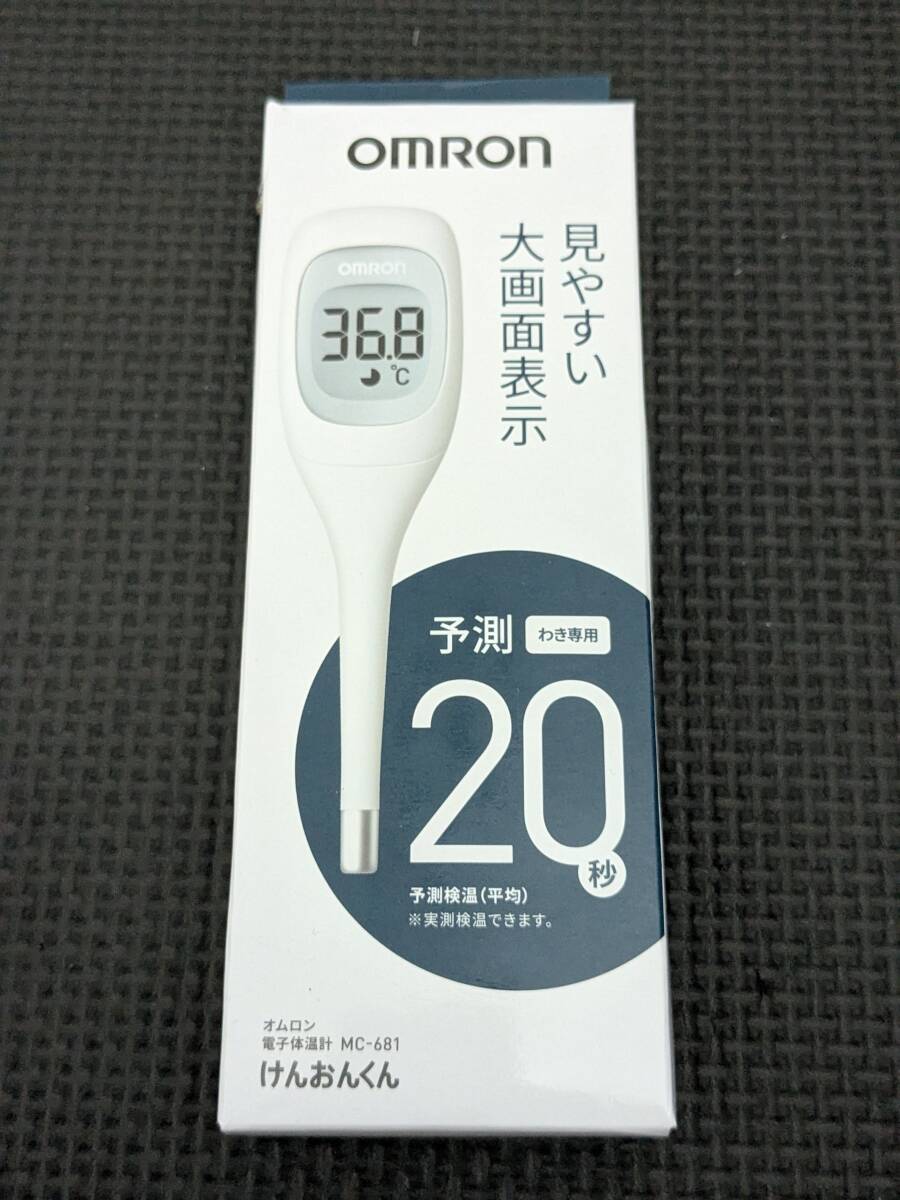 OMRON
見やすい
大画面表示
OMRON
36.8
℃
予測 わき専用
20秒
予測検温(平均)
※実測検温できます。
オムロン
電子体温計 MC-681
けんおんくん